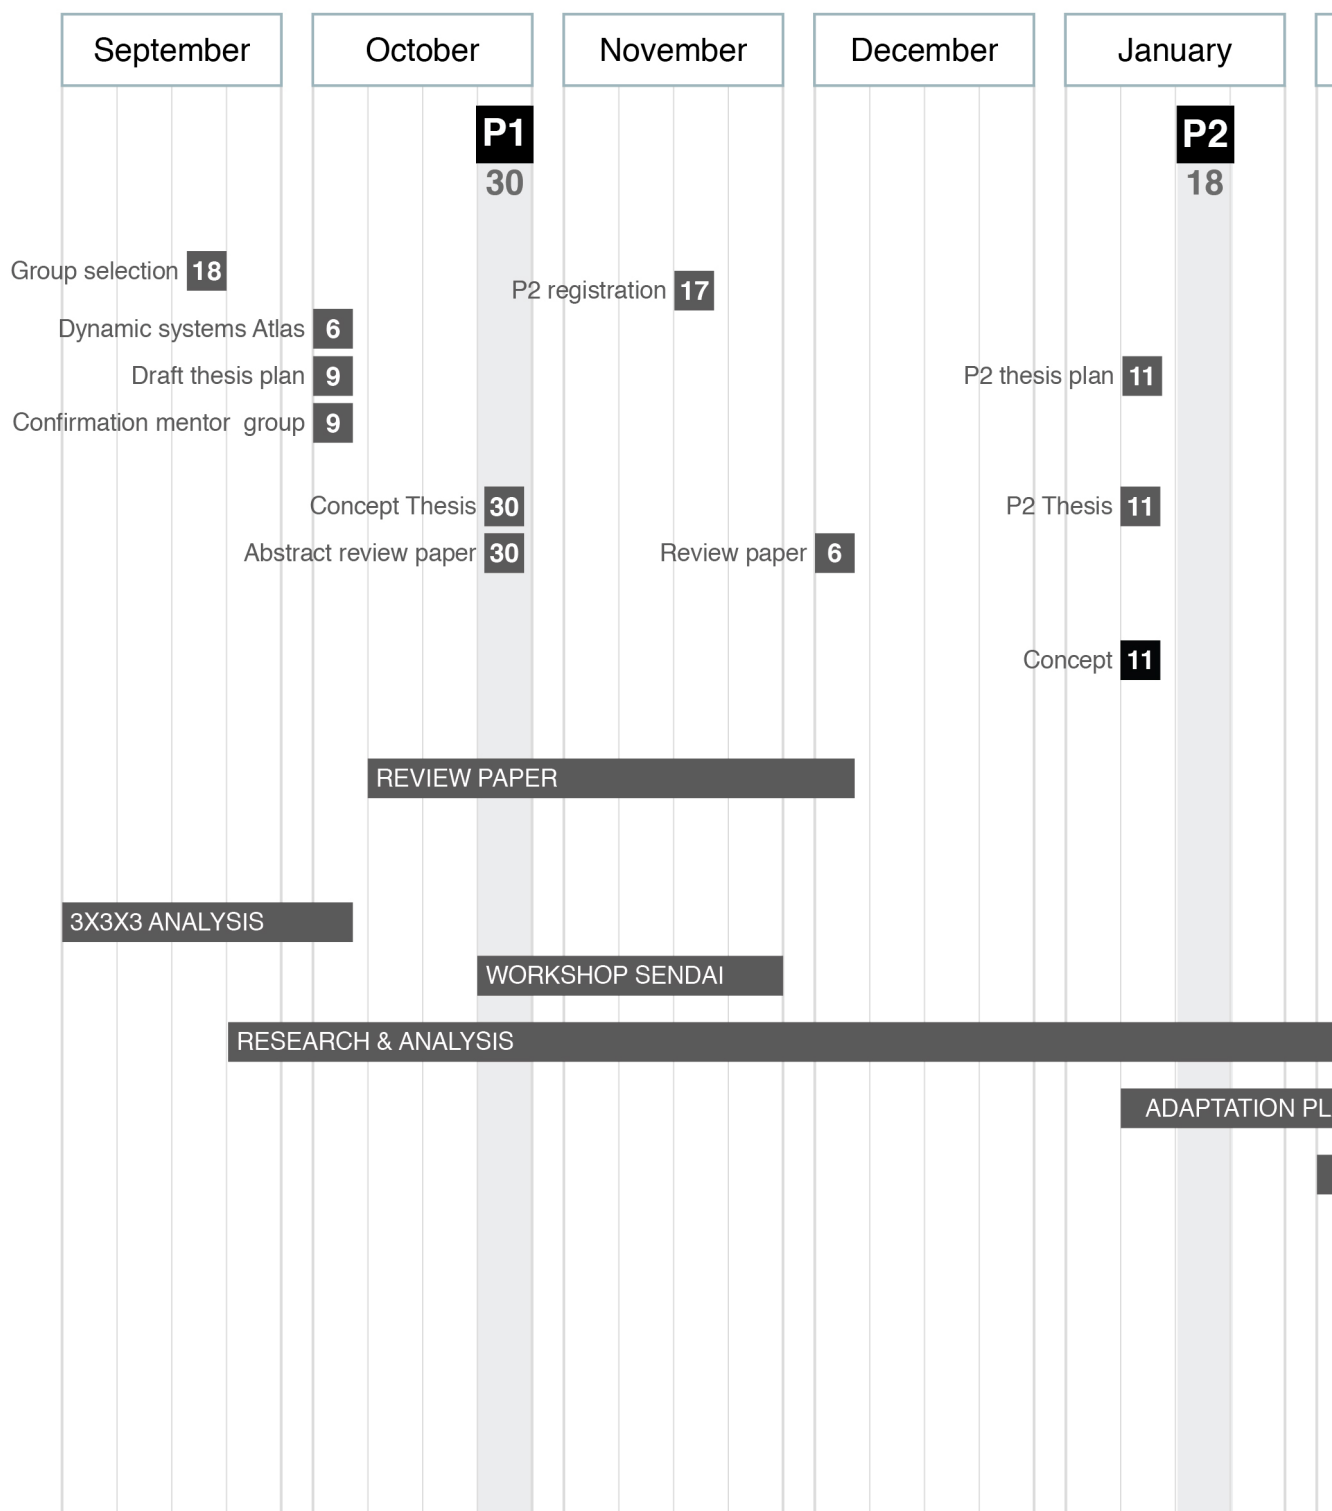 September
October
November
December
January
P1
30
P2
18
Group selection 18
P2 registration 17
Dynamic systems Atlas 6
Draft thesis plan 9
P2 thesis plan 11
Confirmation mentor  group 9
Concept Thesis 30
P2 Thesis 11
Abstract review paper 30
Review paper 6
Concept 11
REVIEW PAPER
3X3X3 ANALYSIS
WORKSHOP SENDAI
RESEARCH & ANALYSIS
ADAPTATION PL